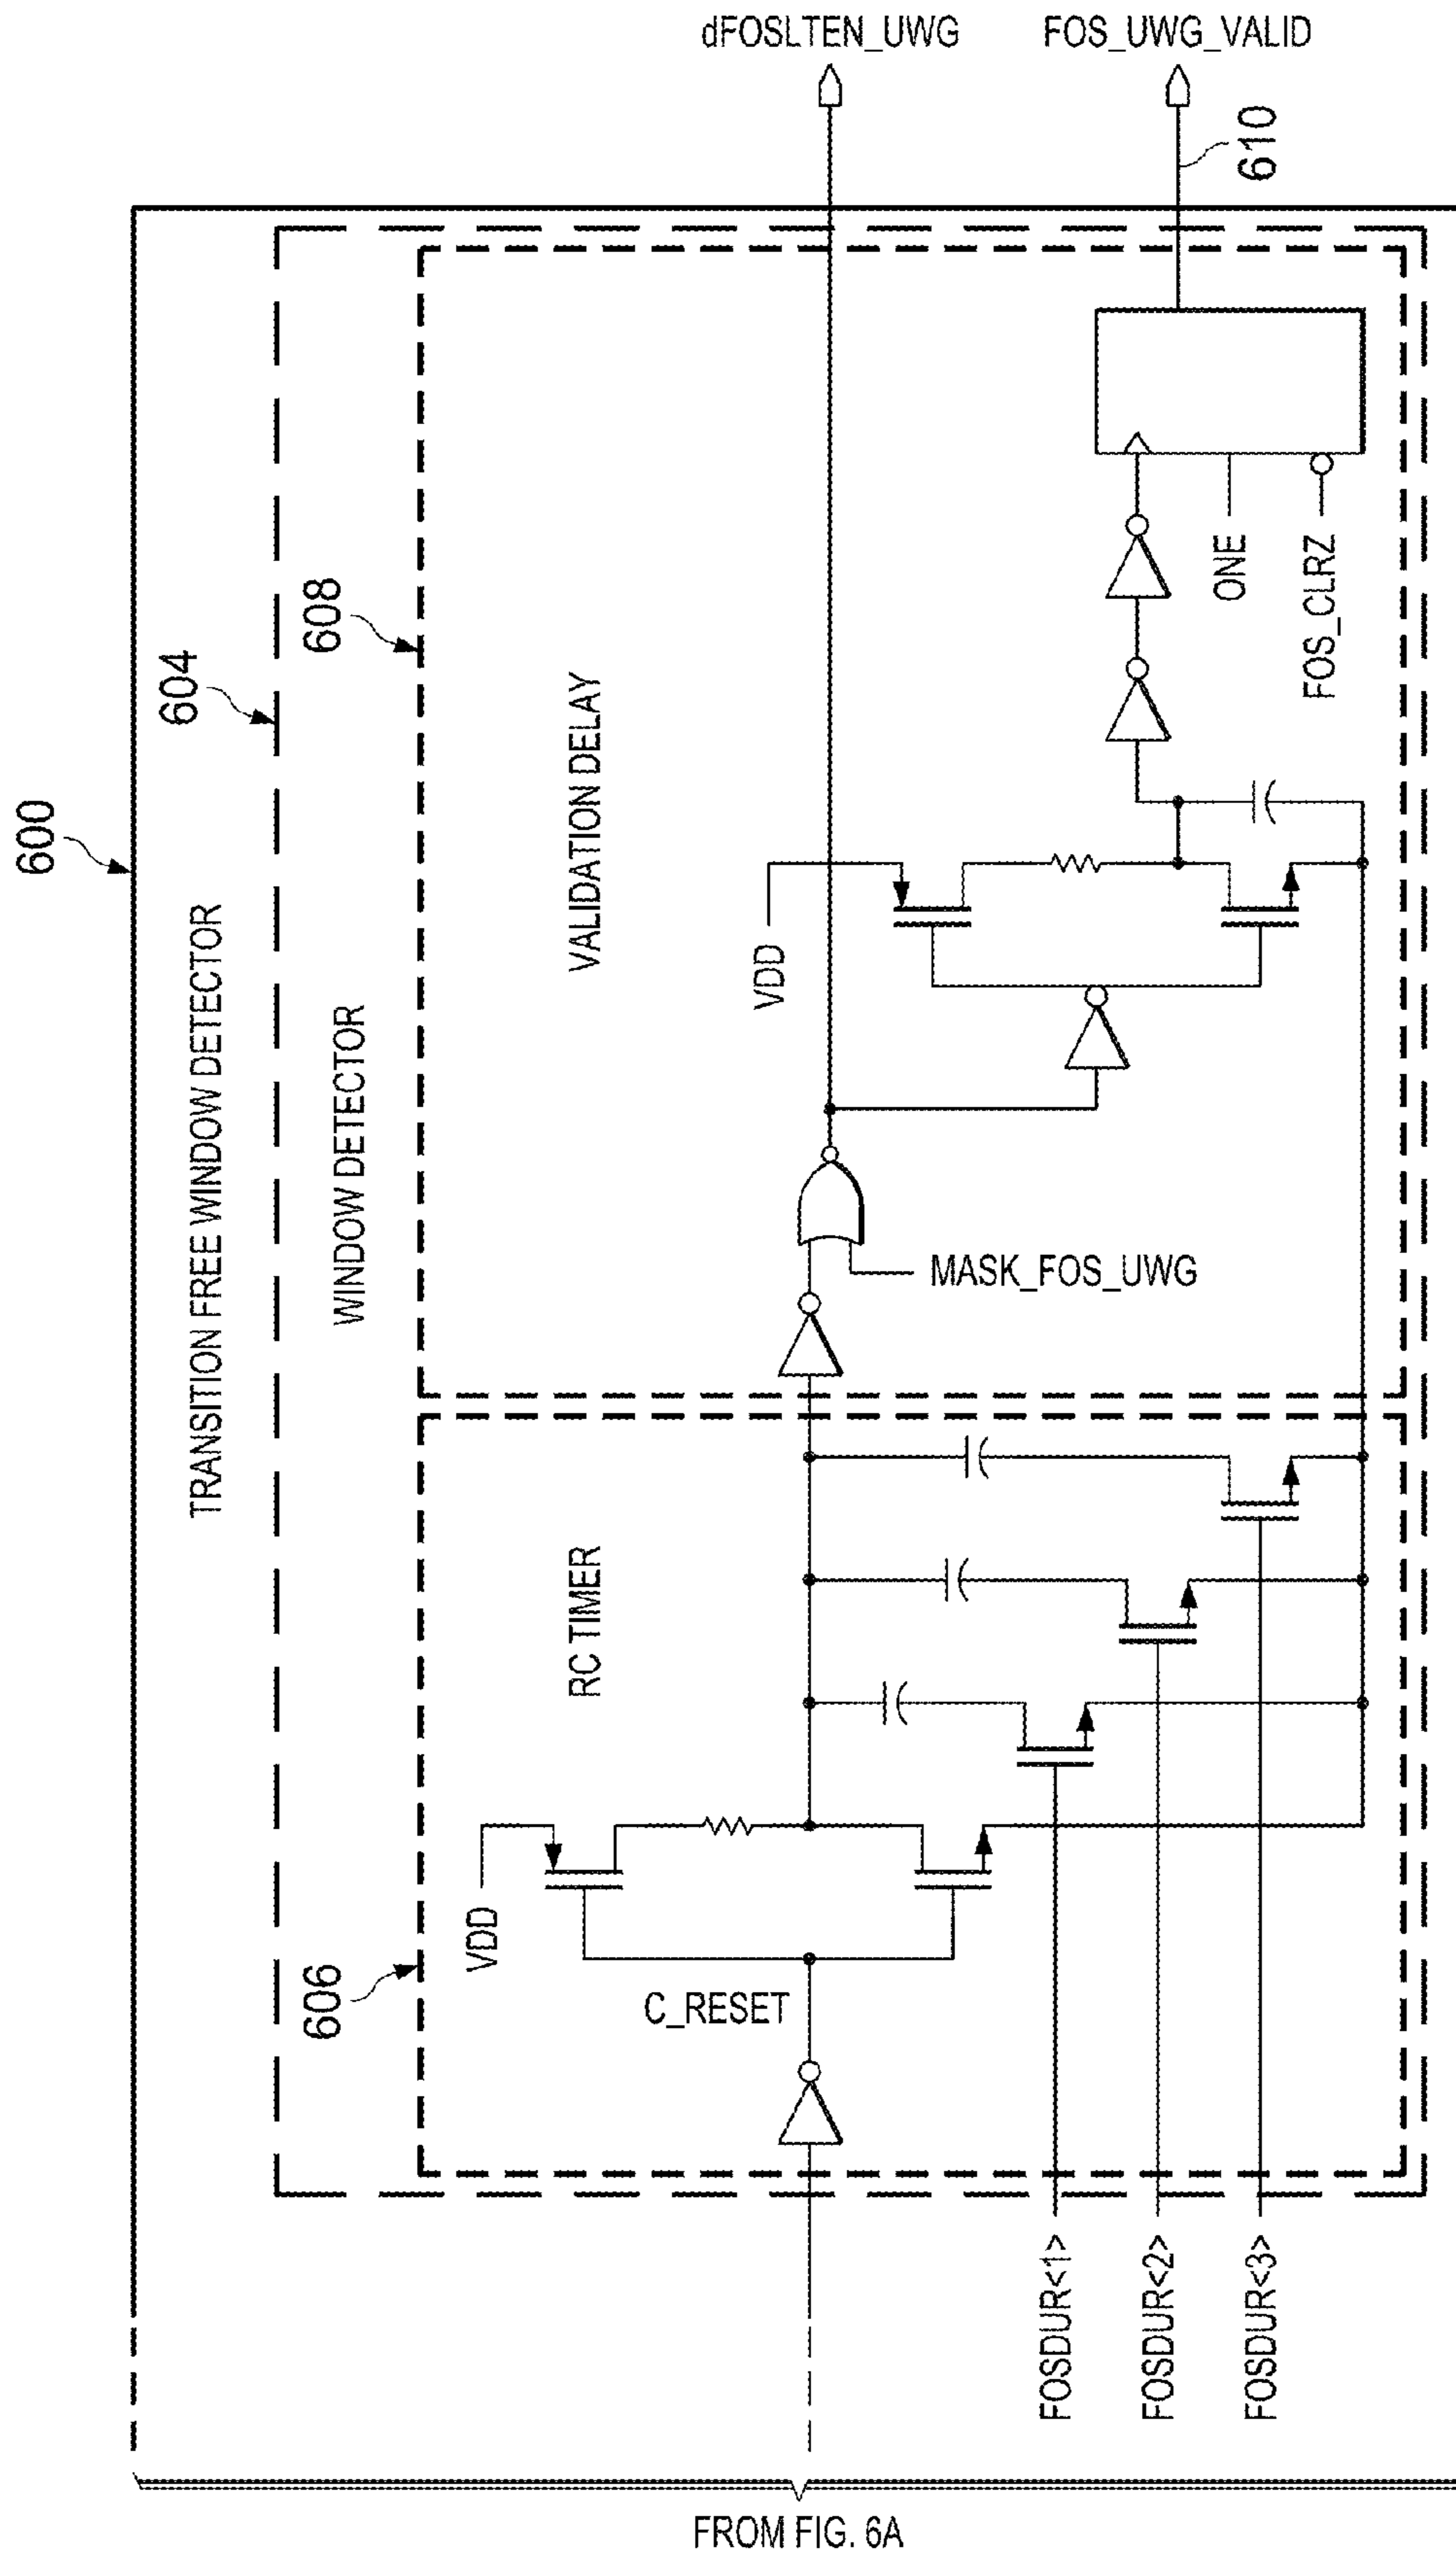 600
TRANSITION FREE WINDOW DETECTOR
604
WINDOW DETECTOR
606
RC TIMER
VDD
C_RESET
FOSDUR<1>
FOSDUR<2>
FOSDUR<3>
608
VALIDATION DELAY
MASK_FOS_UWG
VDD
ONE
FOS_CLRZ
dFOSLTEN_UWG
FOS_UWG_VALID
610
FROM FIG. 6A